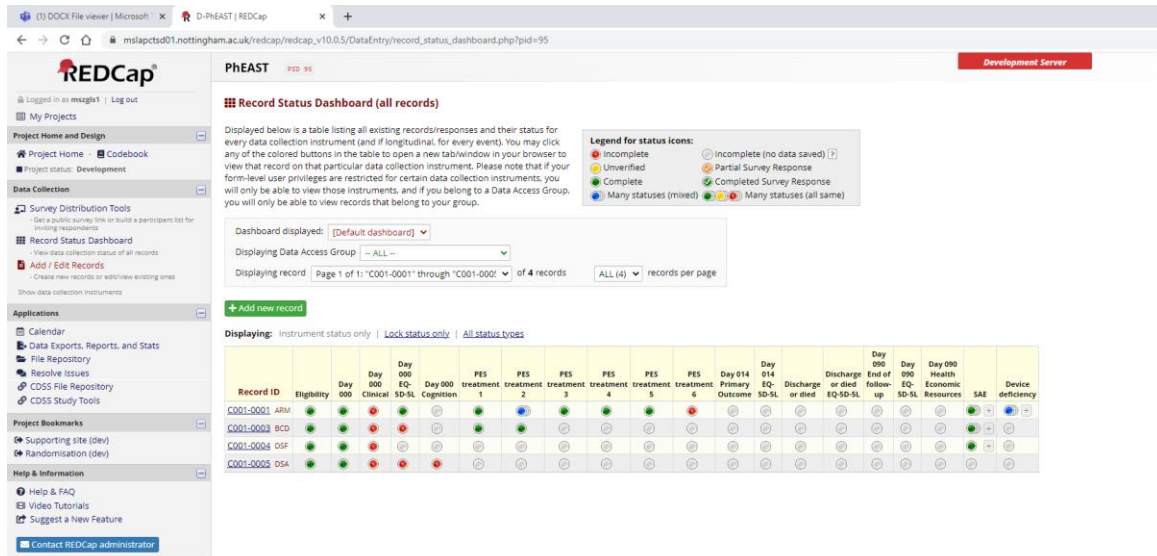 (1) DOCX File viewer | Microsoft
D-PhEAST | REDCap
mslapctsd01.nottingham.ac.uk/redcap/redcap_v10.0.5/DataEntry/record_status_dashboard.php?pid=95
REDCap
Logged in as mszgls1 | Log out
My Projects
Project Home and Design
Project Home · Codebook
Project status: Development
Data Collection
Survey Distribution Tools
- Get a public survey link or build a participant list for
inviting respondents
Record Status Dashboard
- View data collection status of all records
Add / Edit Records
- Create new records or edit/view existing ones
Show data collection instruments
Applications
Calendar
Data Exports, Reports, and Stats
File Repository
Resolve Issues
CDSS File Repository
CDSS Study Tools
Project Bookmarks
Supporting site (dev)
Randomisation (dev)
Help & Information
Help & FAQ
Video Tutorials
Suggest a New Feature
Contact REDCap administrator
PhEAST PID 95
Development Server
Record Status Dashboard (all records)
Displayed below is a table listing all existing records/responses and their status for
every data collection instrument (and if longitudinal, for every event). You may click
any of the colored buttons in the table to open a new tab/window in your browser to
view that record on that particular data collection instrument. Please note that if your
form-level user privileges are restricted for certain data collection instruments, you
will only be able to view those instruments, and if you belong to a Data Access Group,
you will only be able to view records that belong to your group.
Legend for status icons:
Incomplete Incomplete (no data saved) ?
Unverified Partial Survey Response
Complete Completed Survey Response
Many statuses (mixed) Many statuses (all same)
Dashboard displayed: [Default dashboard]
Displaying Data Access Group -- ALL --
Displaying record Page 1 of 1: "C001-0001" through "C001-000: of 4 records ALL (4) records per page
+ Add new record
Displaying: Instrument status only | Lock status only | All status types
Record ID
Eligibility
Day 000
Day 000 Clinical
Day 000 EQ-5D-5L
Day 000 Cognition
PES treatment 1
PES treatment 2
PES treatment 3
PES treatment 4
PES treatment 5
PES treatment 6
Day 014 Primary Outcome
Day 014 EQ-5D-5L
Discharge or died
Discharge or died EQ-5D-5L
Day 090 End of follow-up
Day 090 EQ-5D-5L
Day 090 Health Economic Resources
SAE
Device deficiency
C001-0001 ARM + +
C001-0003 BCD +
C001-0004 DSF +
C001-0005 DSA